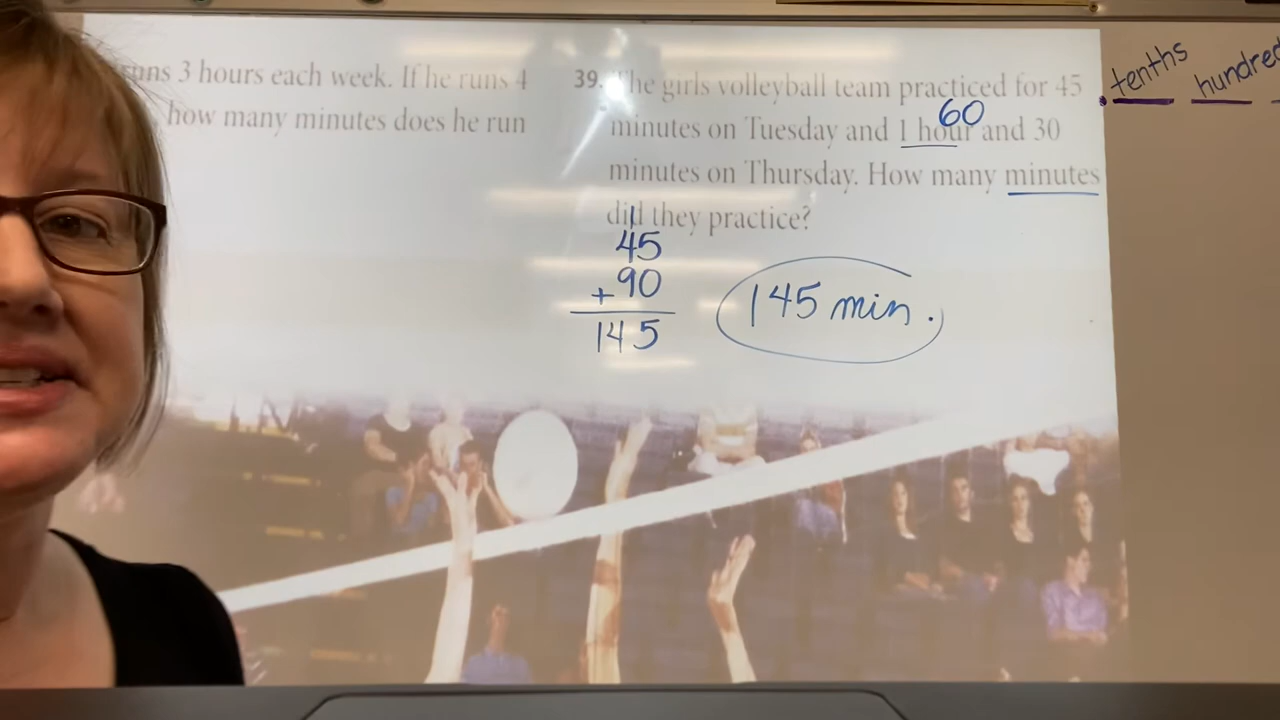 runs 3 hours each week. If he runs 4
how many minutes does he run
39. The girls volleyball team practiced for 45
60
minutes on Tuesday and 1 hour and 30
minutes on Thursday. How many minutes
did they practice?
1
45
+90
145
145 min.
tenths